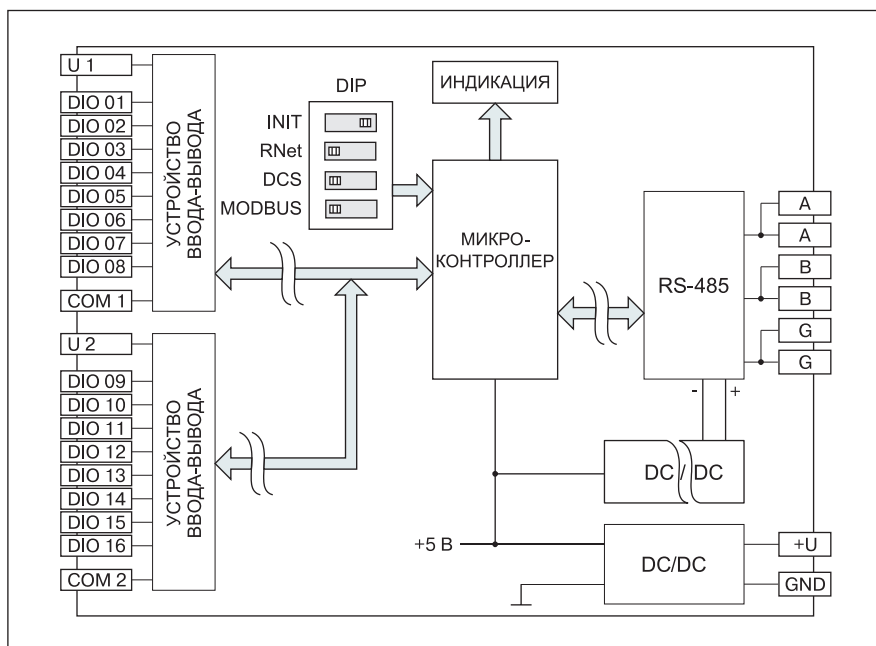 U 1
DIO 01
DIO 02
DIO 03
DIO 04
DIO 05
DIO 06
DIO 07
DIO 08
COM 1
УСТРОЙСТВО
ВВОДА-ВЫВОДА
U 2
DIO 09
DIO 10
DIO 11
DIO 12
DIO 13
DIO 14
DIO 15
DIO 16
COM 2
УСТРОЙСТВО
ВВОДА-ВЫВОДА
DIP
INIT
RNet
DCS
MODBUS
ИНДИКАЦИЯ
МИКРО-
КОНТРОЛЛЕР
RS-485
A
A
B
B
G
G
- +
DC / DC
+5 В
DC/DC
+U
GND